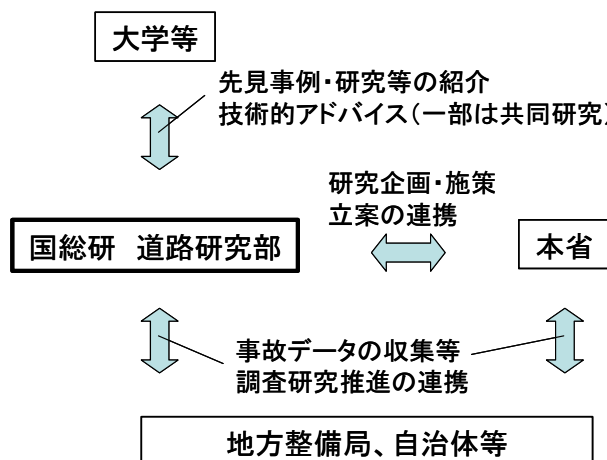 大学等
先見事例・研究等の紹介
技術的アドバイス（一部は共同研究）
研究企画・施策
立案の連携
国総研　道路研究部
本省
事故データの収集等
調査研究推進の連携
地方整備局、自治体等